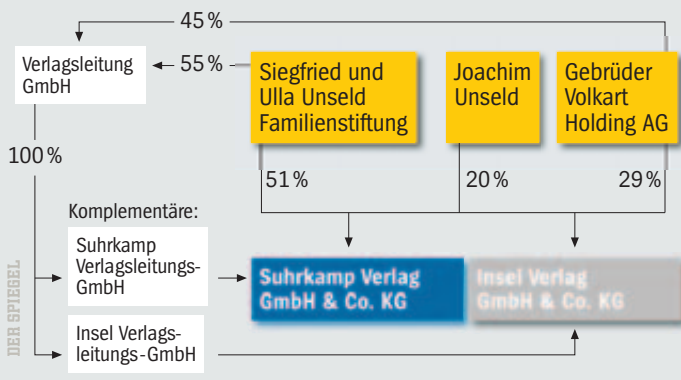 45 %
Verlagsleitung
GmbH
55 %
Siegfried und
Ulla Unseld
Familienstiftung
Joachim
Unseld
Gebrüder
Volkart
Holding AG
100 %
51 %
20 %
29 %
Komplementäre:
Suhrkamp
Verlagsleitungs-
GmbH
Suhrkamp Verlag
GmbH & Co. KG
Insel Verlag
GmbH & Co. KG
Insel Verlags-
leitungs-GmbH
DER SPIEGEL